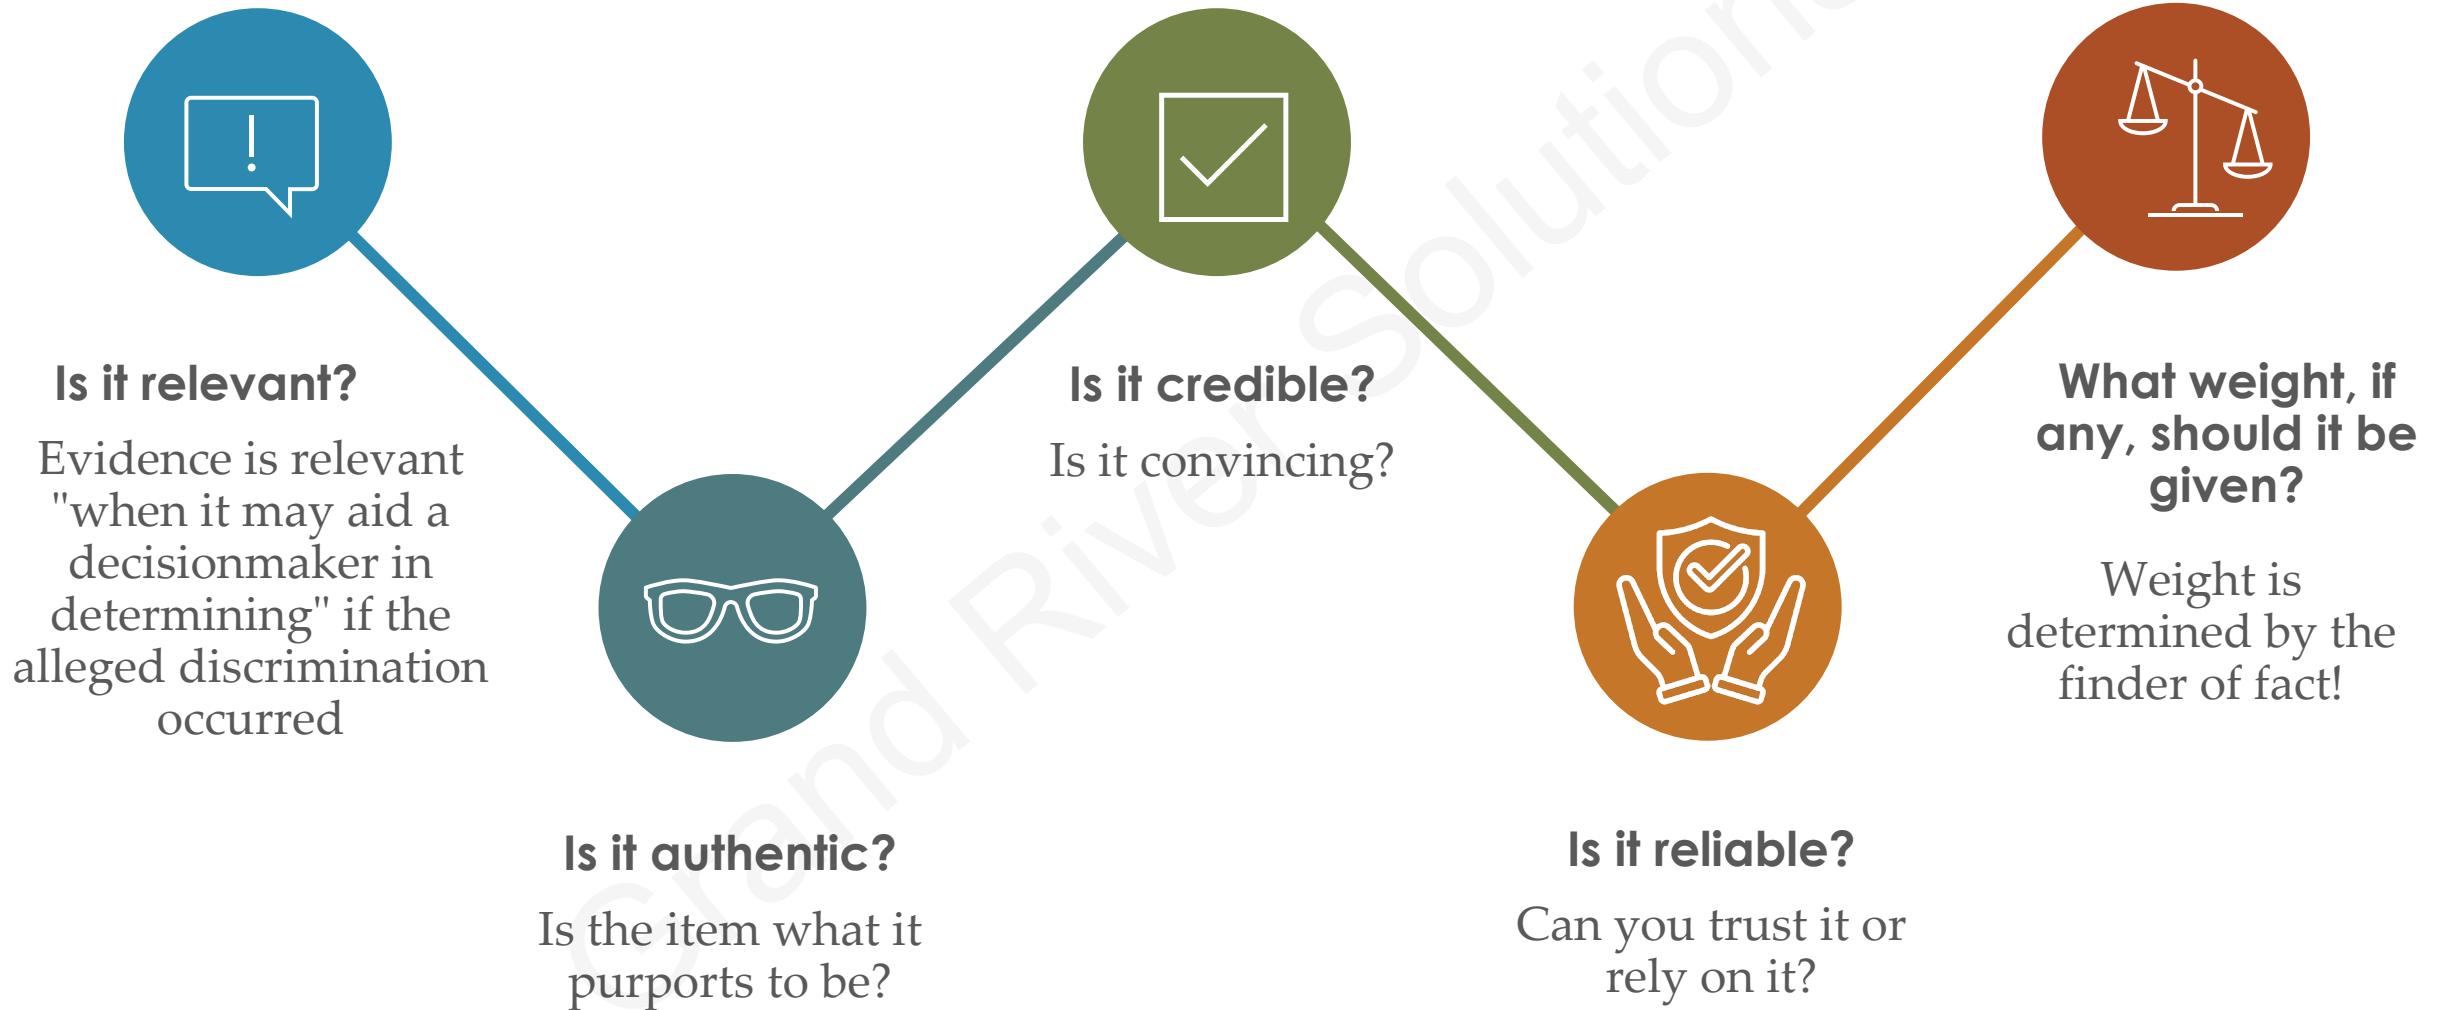 Is it relevant?
Evidence is relevant
"when it may aid a
decisionmaker in
determining" if the
alleged discrimination
occurred
Is it authentic?
Is the item what it
purports to be?
Is it credible?
Is it convincing?
Is it reliable?
Can you trust it or
rely on it?
What weight, if
any, should it be
given?
Weight is
determined by the
finder of fact!
Grand River Solutions